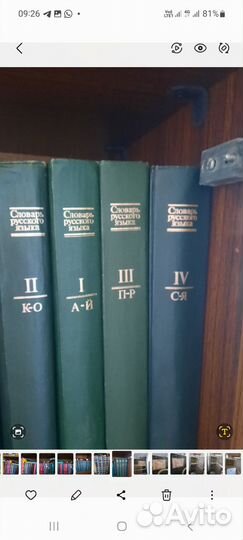 09:26
81%
Словарь
русского
языка
II
К-О
Словарь
русского
языка
I
А-Й
Словарь
русского
языка
III
П-Р
Словарь
русского
языка
IV
С-Я
T
Avito